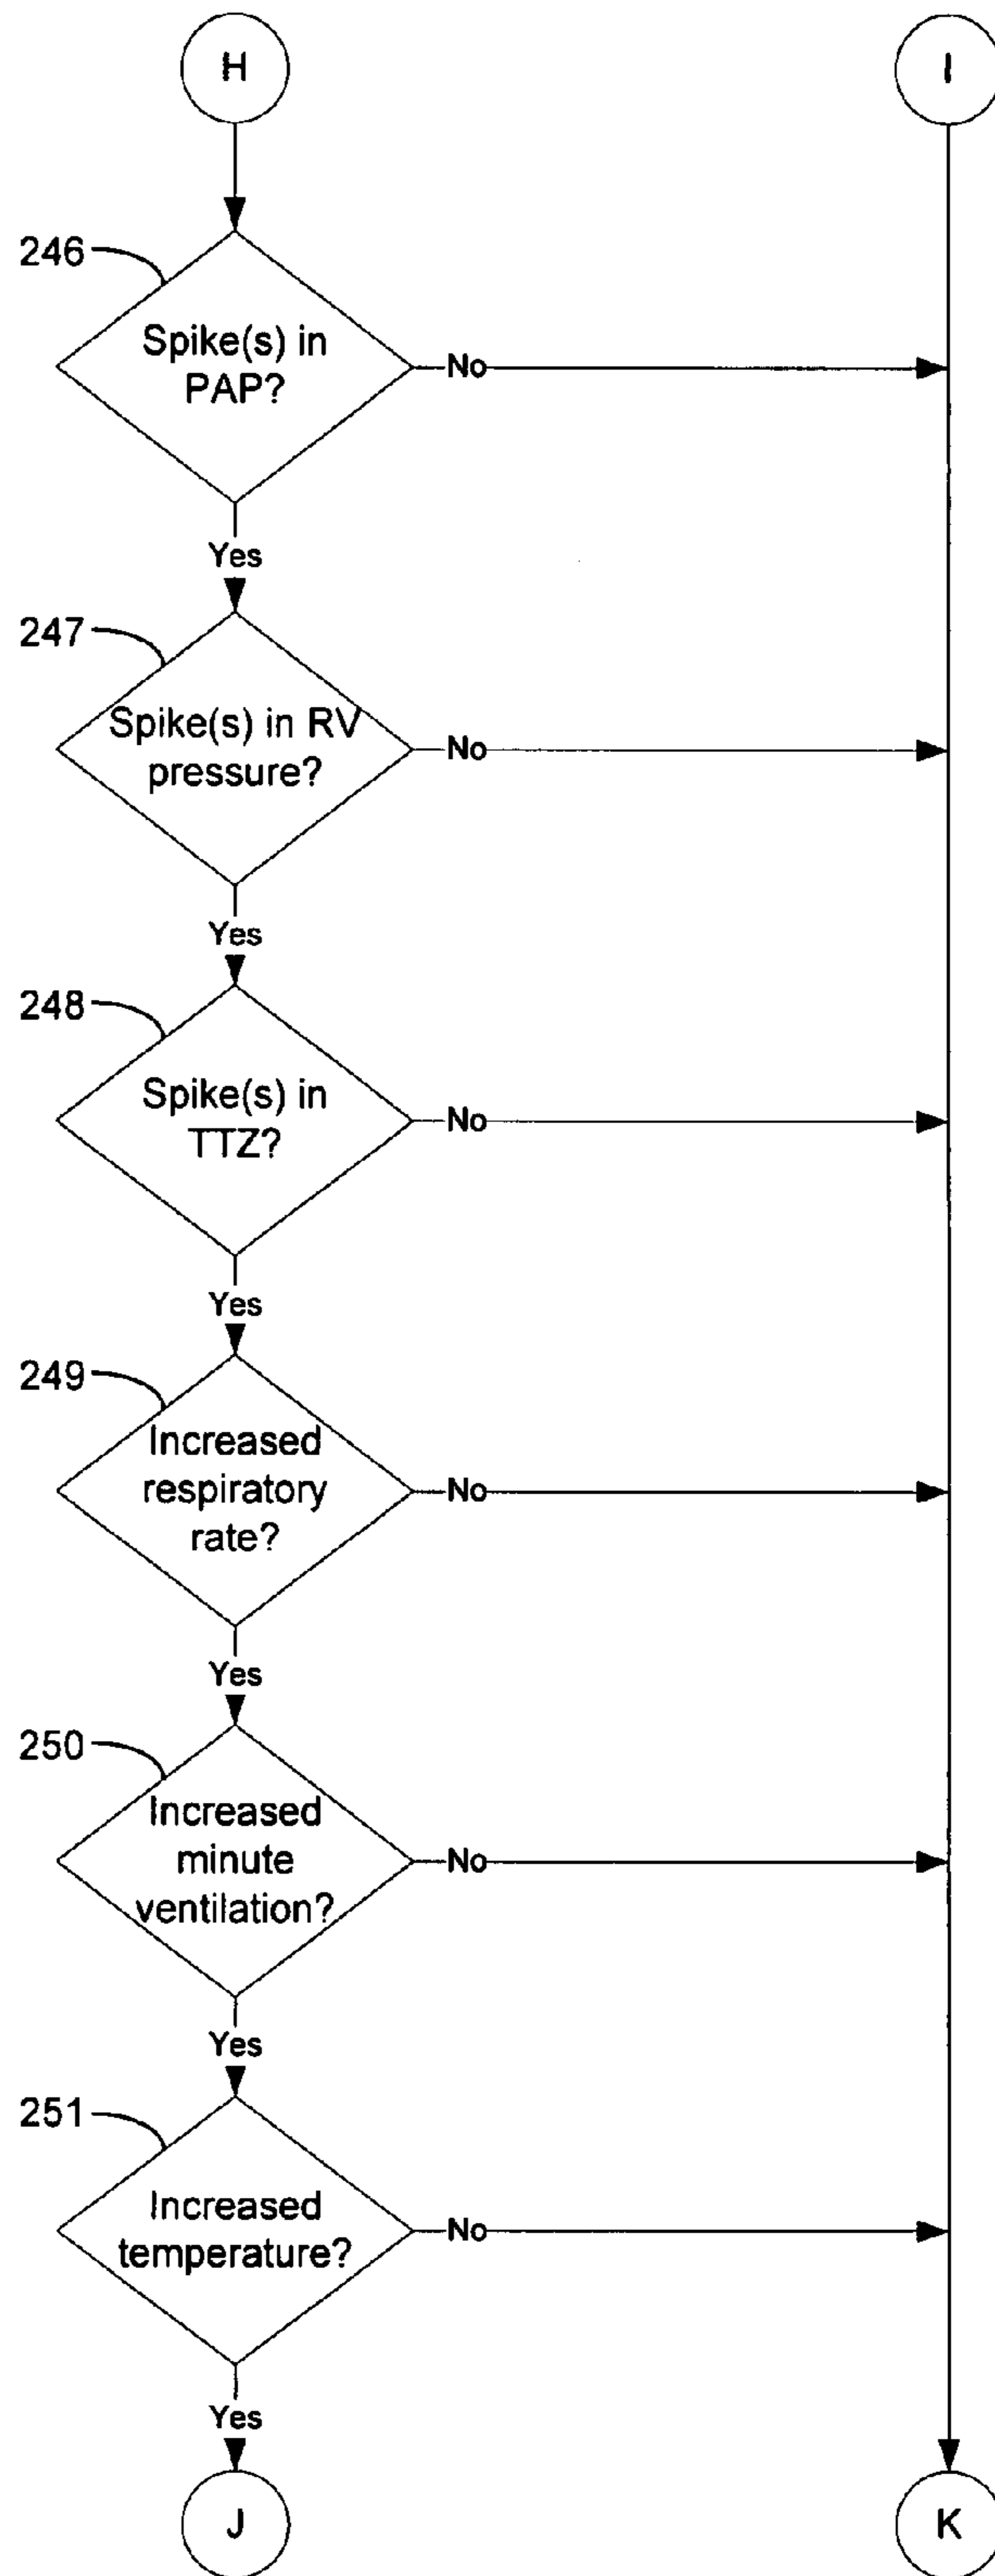 H
I
246
Spike(s) in
PAP?
No
Yes
247
Spike(s) in RV
pressure?
No
Yes
248
Spike(s) in
TTZ?
No
Yes
249
Increased
respiratory
rate?
No
Yes
250
Increased
minute
ventilation?
No
Yes
251
Increased
temperature?
No
Yes
J
K